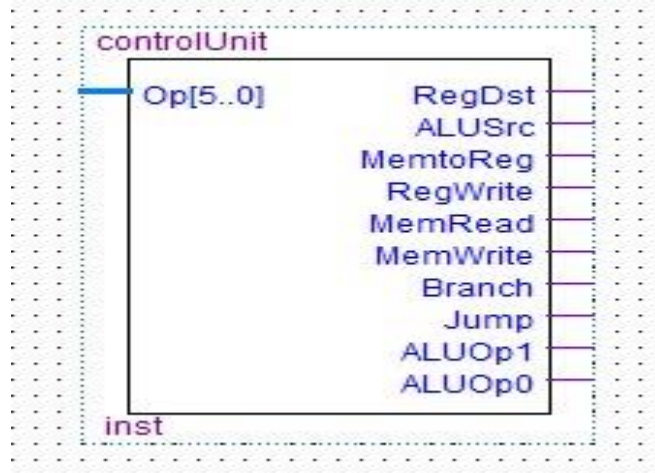 controlUnit
Op[5..0]
RegDst
ALUSrc
MemtoReg
RegWrite
MemRead
MemWrite
Branch
Jump
ALUOp1
ALUOp0
inst